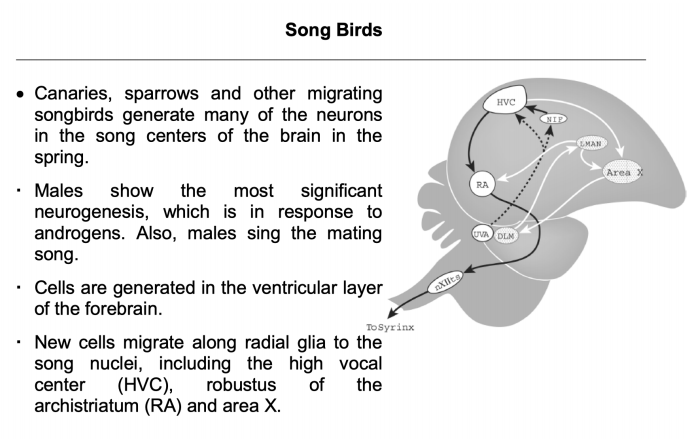 Song Birds
• Canaries, sparrows and other migrating
songbirds generate many of the neurons
in the song centers of the brain in the
spring.
· Males show the most significant
neurogenesis, which is in response to
androgens. Also, males sing the mating
song.
· Cells are generated in the ventricular layer
of the forebrain.
· New cells migrate along radial glia to the
song nuclei, including the high vocal
center (HVC), robustus of the
archistriatum (RA) and area X.
HVC
NIF
LMAN
Area X
RA
UVA
DLM
nXIIts
To Syrinx